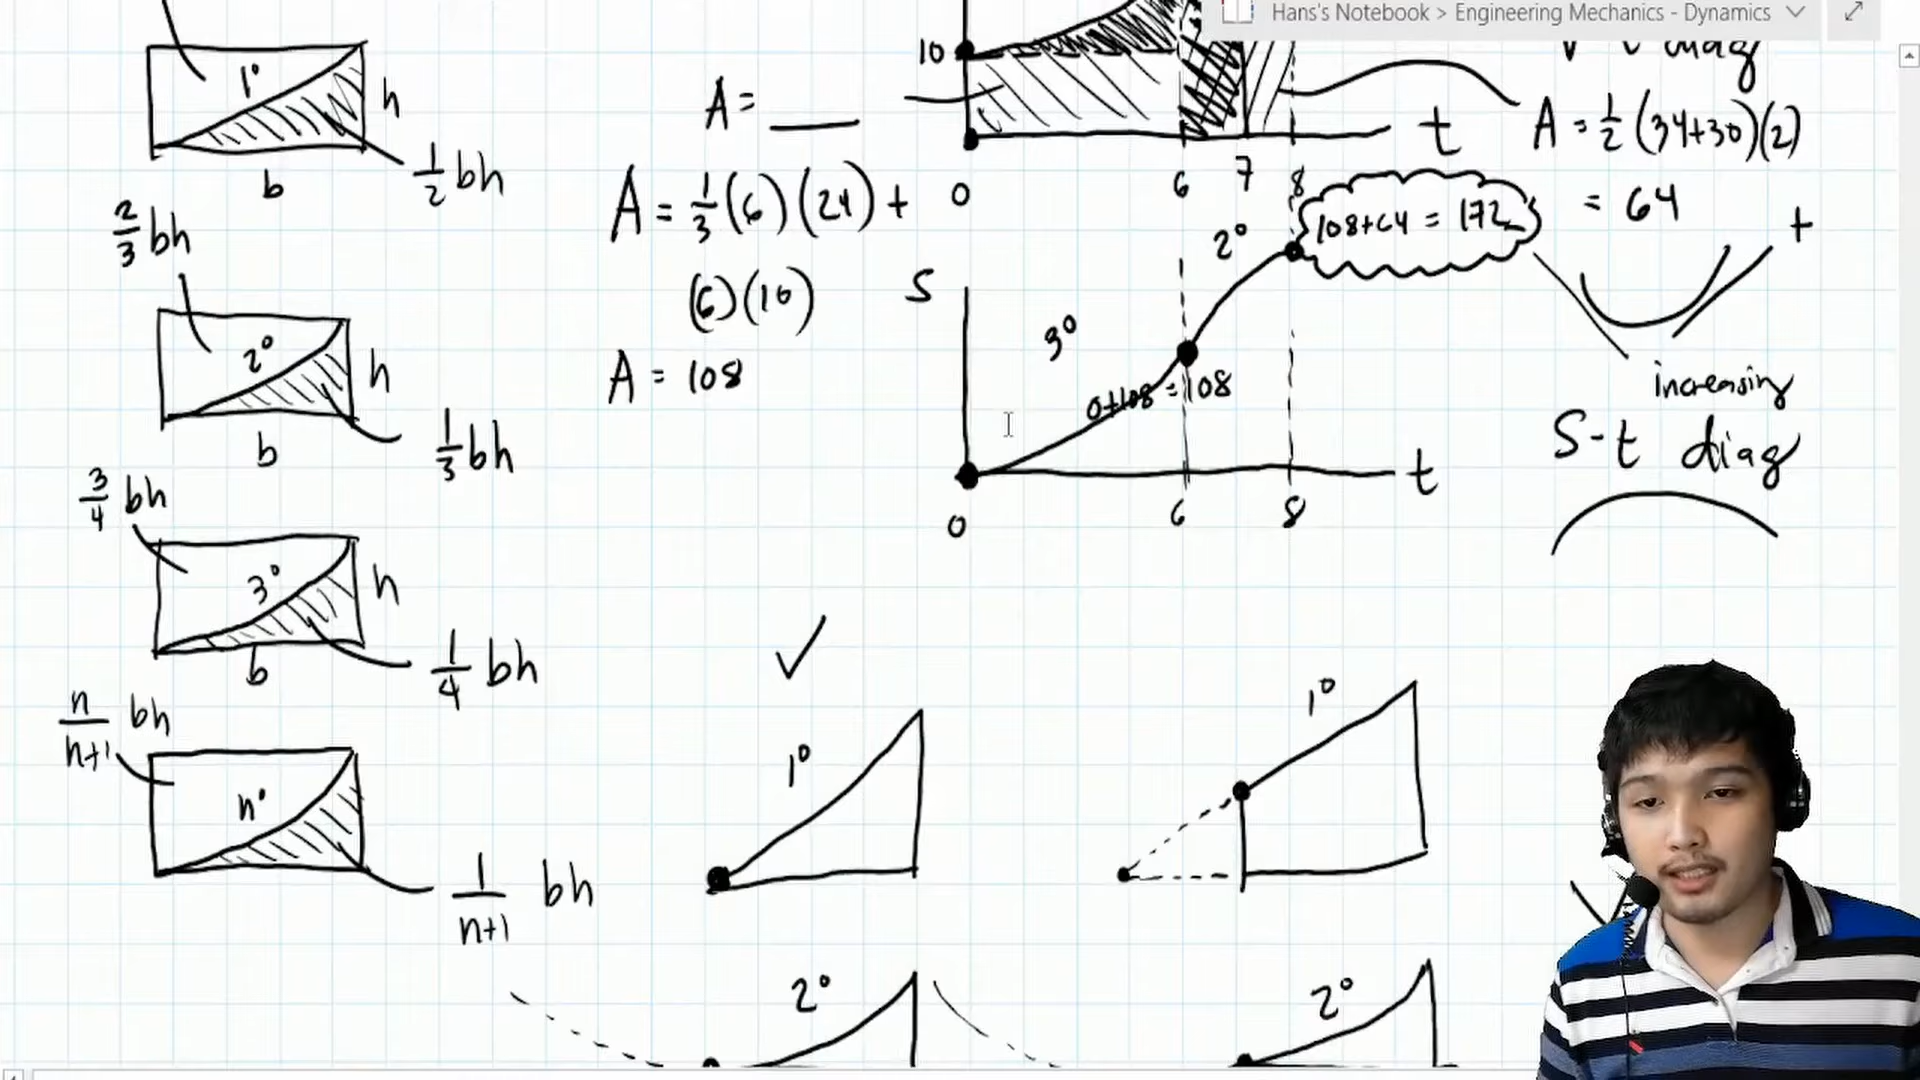 Hans's Notebook > Engineering Mechanics - Dynamics
1°
h
b
1/2 bh
2/3 bh
2°
h
b
1/3 bh
3/4 bh
3°
h
b
1/4 bh
n/n+1 bh
n°
1/n+1 bh
A = ___
A = 1/3 (6)(24) +
(6)(10)
A = 108
10
t
0
6
7
8
diag
A = 1/2 (34+30)(2)
= 64
S
3°
2°
0+108 = 108
108+64 = 172
t
0
6
8
+
increasing
S-t diag
1°
1°
2°
2°